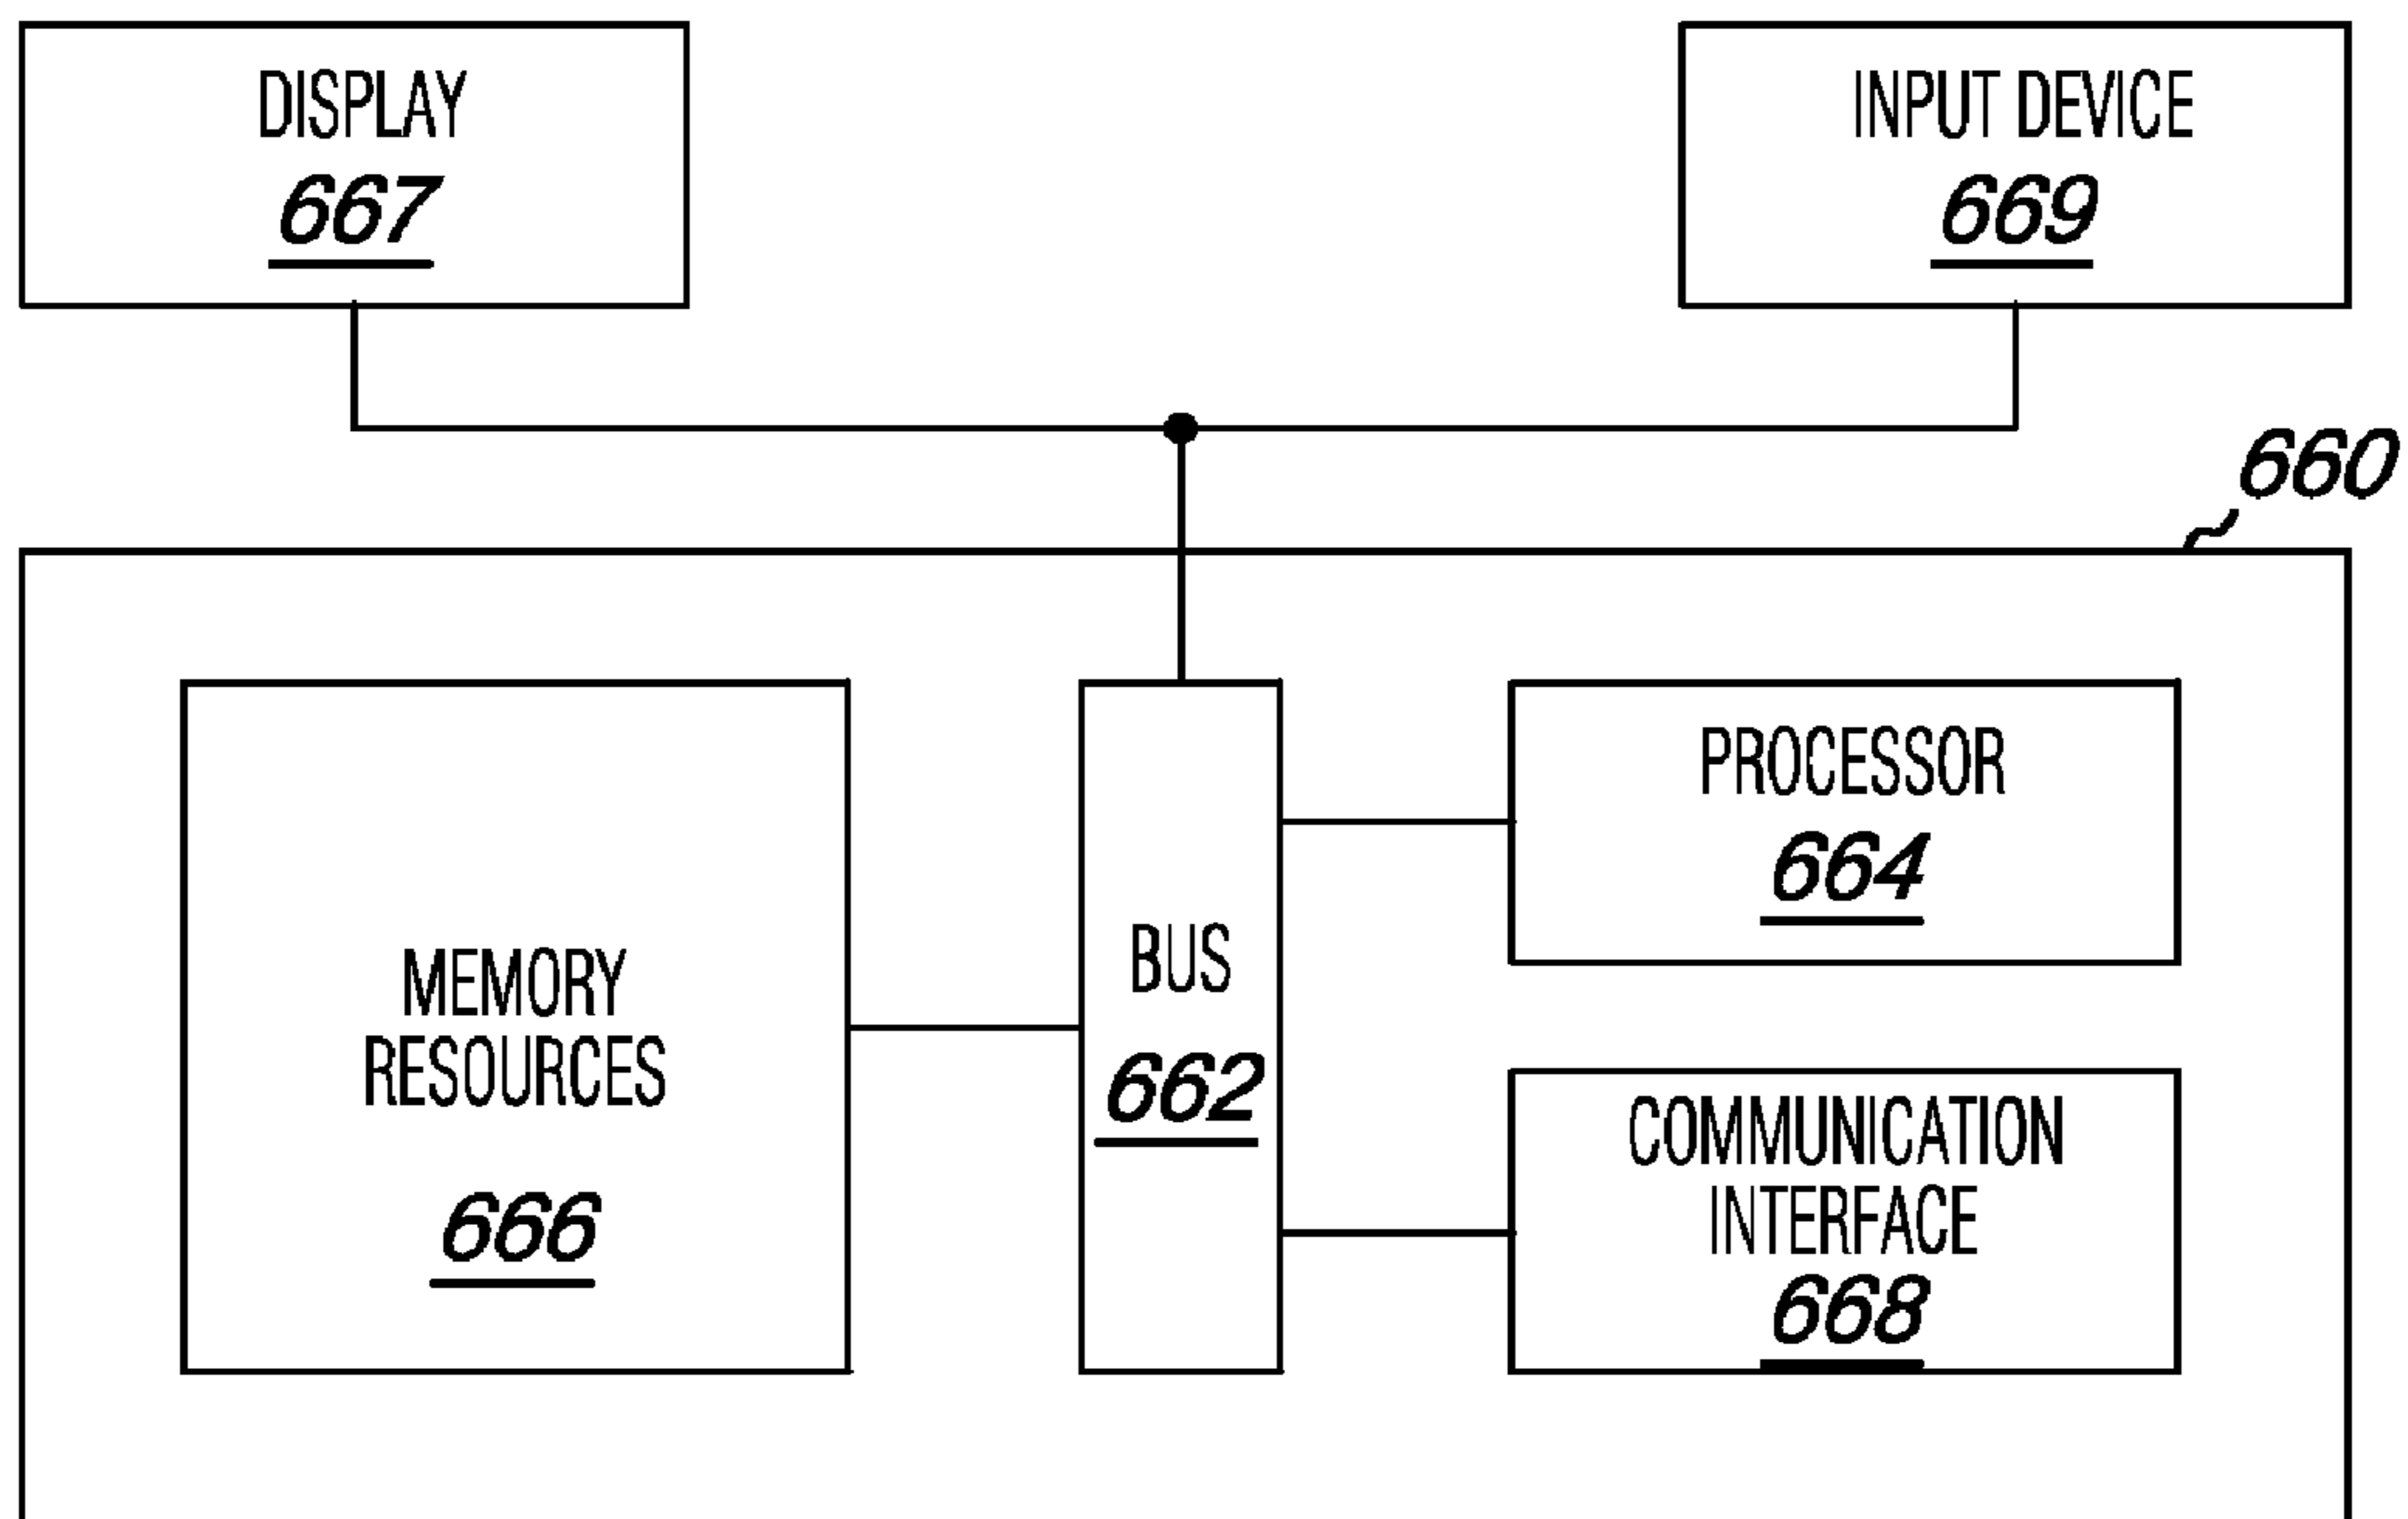 DISPLAY
667
INPUT DEVICE
669
660
MEMORY
RESOURCES
666
BUS
662
PROCESSOR
664
COMMUNICATION
INTERFACE
668